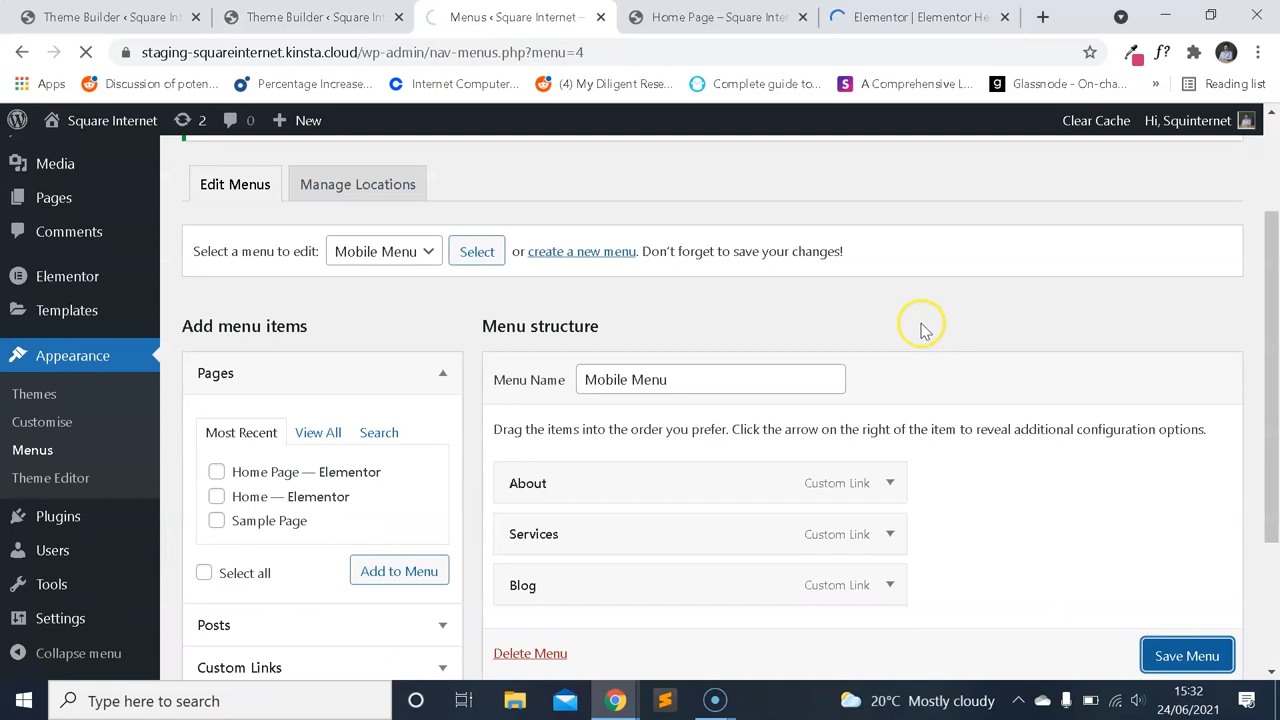 Theme Builder ‹ Square Int
Theme Builder ‹ Square Int
Menus ‹ Square Internet —
Home Page – Square Intern
Elementor | Elementor He
staging-squareinternet.kinsta.cloud/wp-admin/nav-menus.php?menu=4
f?
Apps
Discussion of poten...
Percentage Increase...
Internet Computer...
(4) My Diligent Rese...
Complete guide to...
A Comprehensive L...
Glassnode - On-cha...
»
Reading list
Square Internet
2
0
New
Clear Cache
Hi, Squinternet
Media
Pages
Comments
Elementor
Templates
Appearance
Themes
Customise
Menus
Theme Editor
Plugins
Users
Tools
Settings
Collapse menu
Edit Menus
Manage Locations
Select a menu to edit:
Mobile Menu
Select
or create a new menu. Don’t forget to save your changes!
Add menu items
Pages
Most Recent
View All
Search
Home Page — Elementor
Home — Elementor
Sample Page
Select all
Add to Menu
Posts
Custom Links
Menu structure
Menu Name
Mobile Menu
Drag the items into the order you prefer. Click the arrow on the right of the item to reveal additional configuration options.
About
Custom Link
Services
Custom Link
Blog
Custom Link
Delete Menu
Save Menu
Type here to search
20°C Mostly cloudy
15:32
24/06/2021